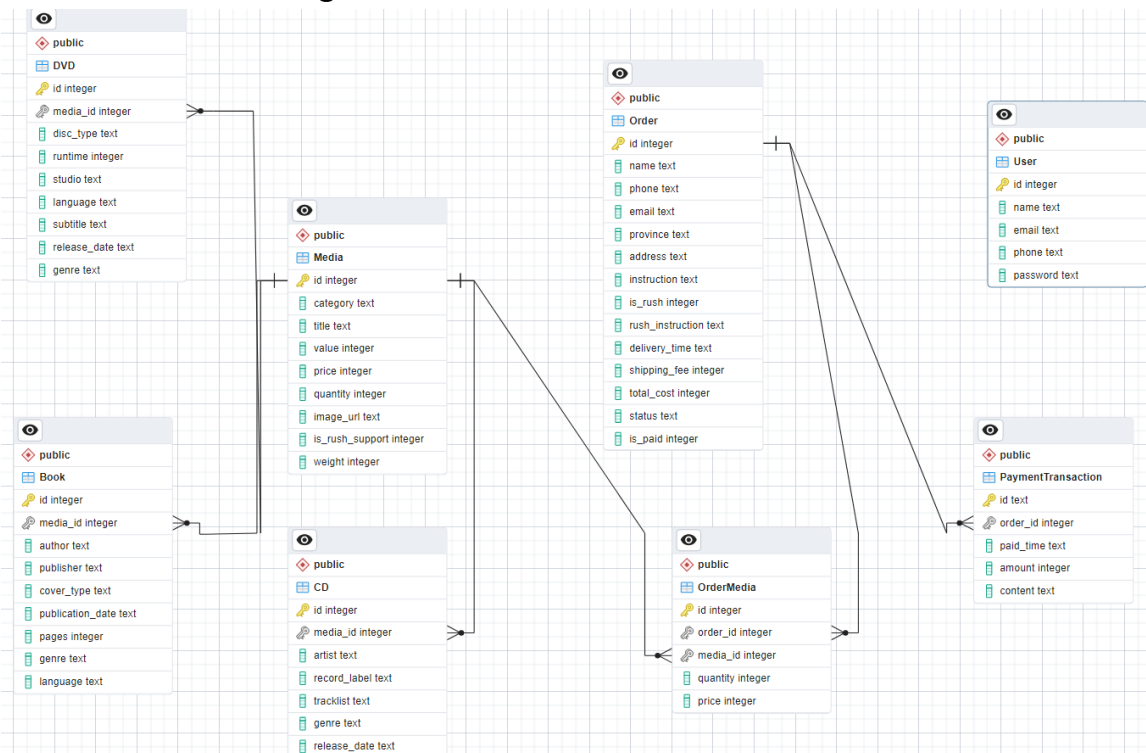 public
DVD
id integer
media_id integer
disc_type text
runtime integer
studio text
language text
subtitle text
release_date text
genre text
public
Media
id integer
category text
title text
value integer
price integer
quantity integer
image_url text
is_rush_support integer
weight integer
public
Order
id integer
name text
phone text
email text
province text
address text
instruction text
is_rush integer
rush_instruction text
delivery_time text
shipping_fee integer
total_cost integer
status text
is_paid integer
public
User
id integer
name text
email text
phone text
password text
public
Book
id integer
media_id integer
author text
publisher text
cover_type text
publication_date text
pages integer
genre text
language text
public
CD
id integer
media_id integer
artist text
record_label text
tracklist text
genre text
release_date text
public
OrderMedia
id integer
order_id integer
media_id integer
quantity integer
price integer
public
PaymentTransaction
id text
order_id integer
paid_time text
amount integer
content text